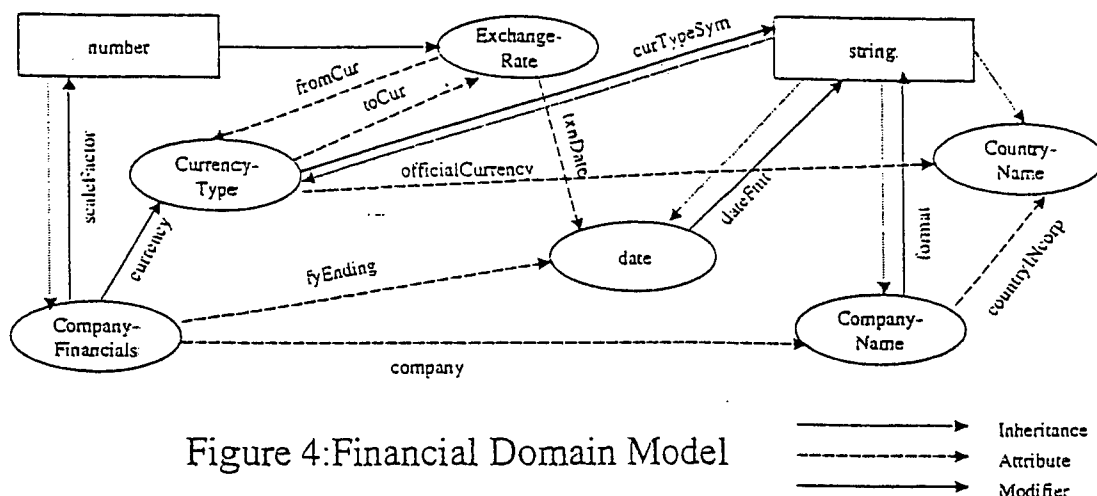 number
Exchange-
Rate
curTypeSym
string.
fromCur
toCur
txnDate
scaleFactor
Currency-
Type
officialCurrency
Country-
Name
currency
dateFmt
format
countryINcorp
fyEnding
date
Company-
Financials
Company-
Name
company
Figure 4:Financial Domain Model
Inheritance
Attribute
Modifier